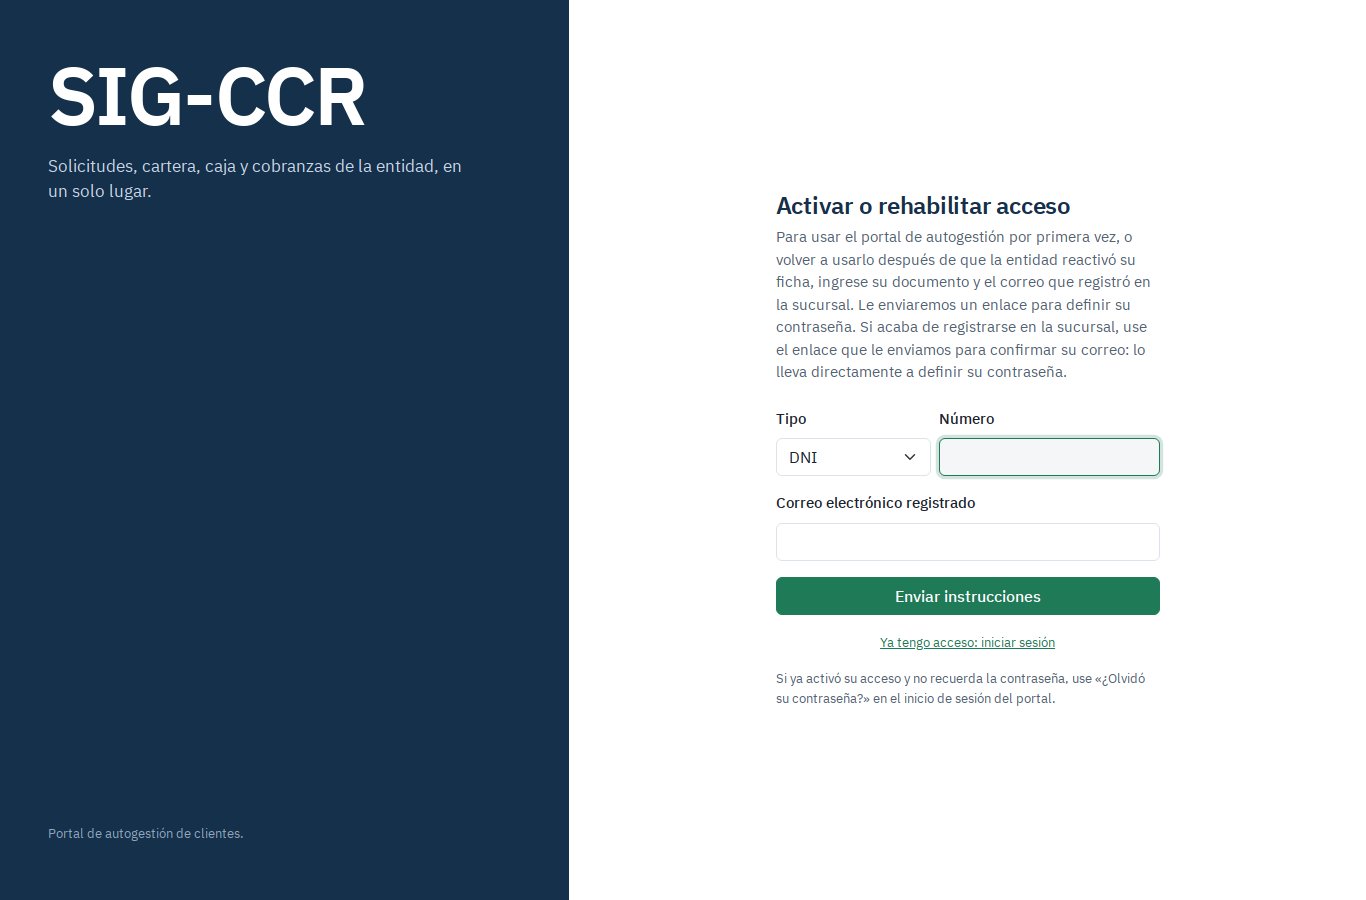 SIG-CCR
Solicitudes, cartera, caja y cobranzas de la entidad, en
un solo lugar.
Portal de autogestión de clientes.
Activar o rehabilitar acceso
Para usar el portal de autogestión por primera vez, o
volver a usarlo después de que la entidad reactivó su
ficha, ingrese su documento y el correo que registró en
la sucursal. Le enviaremos un enlace para definir su
contraseña. Si acaba de registrarse en la sucursal, use
el enlace que le enviamos para confirmar su correo: lo
lleva directamente a definir su contraseña.
Tipo
Número
DNI
Correo electrónico registrado
Enviar instrucciones
Ya tengo acceso: iniciar sesión
Si ya activó su acceso y no recuerda la contraseña, use «¿Olvidó
su contraseña?» en el inicio de sesión del portal.